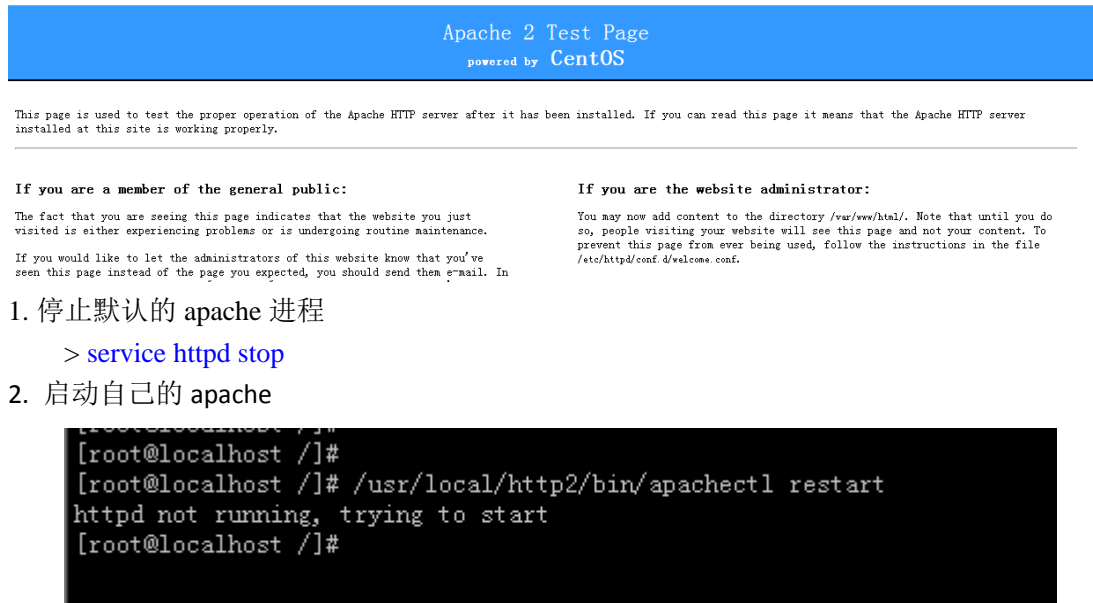 Apache 2 Test Page
powered by CentOS
This page is used to test the proper operation of the Apache HTTP server after it has been installed. If you can read this page it means that the Apache HTTP server
installed at this site is working properly.
If you are a member of the general public:
The fact that you are seeing this page indicates that the website you just
visited is either experiencing problems or is undergoing routine maintenance.
If you would like to let the administrators of this website know that you've
seen this page instead of the page you expected, you should send them e-mail. In
If you are the website administrator:
You may now add content to the directory /var/www/html/. Note that until you do
so, people visiting your website will see this page and not your content. To
prevent this page from ever being used, follow the instructions in the file
/etc/httpd/conf.d/welcome.conf.
1. 停止默认的 apache 进程
> service httpd stop
2. 启动自己的 apache
[root@localhost /]#
[root@localhost /]#
[root@localhost /]# /usr/local/http2/bin/apachectl restart
httpd not running, trying to start
[root@localhost /]#